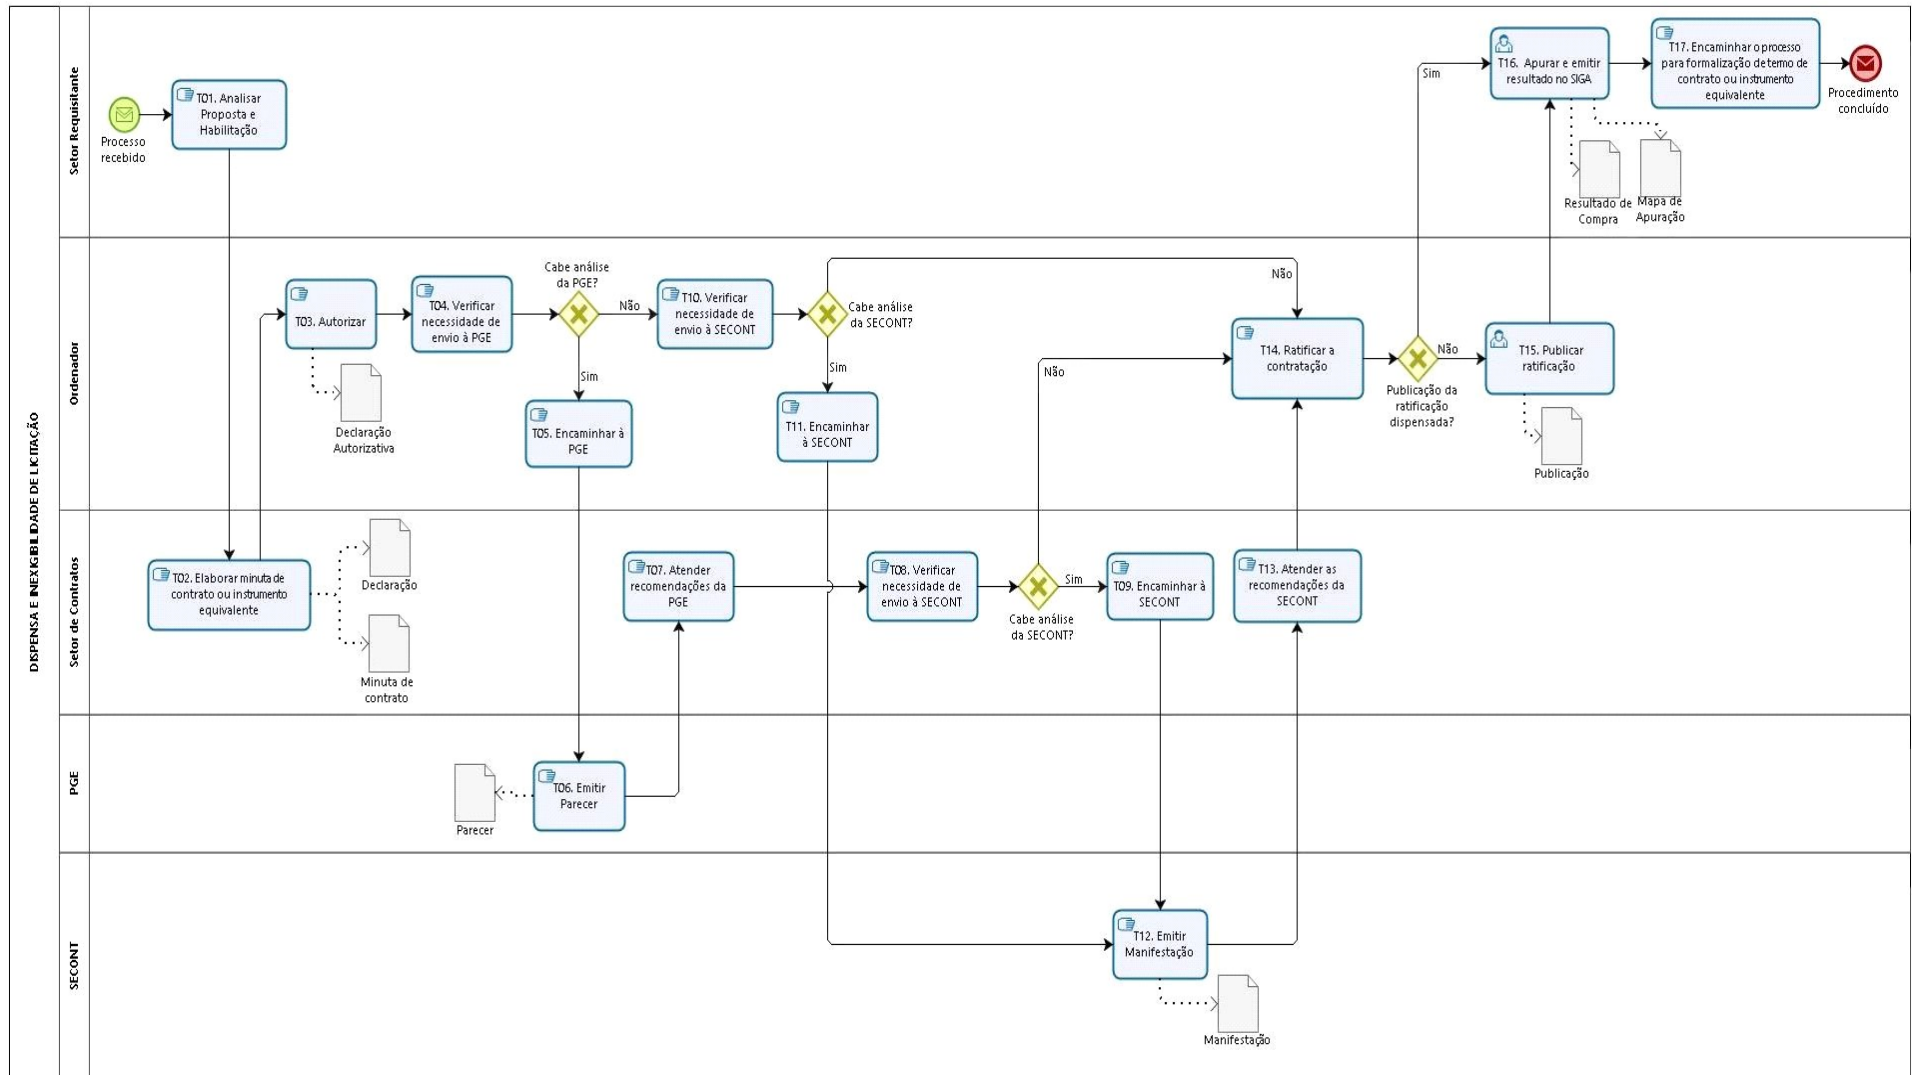 DISPENSA E INEXIGIBILIDADE DE LICITAÇÃO
Setor Requisitante
Processo
recebido
T01. Analisar
Proposta e
Habilitação
Sim
T16. Apurar e emitir
resultado no SIGA
T17. Encaminhar o processo
para formalização de termo de
contrato ou instrumento
equivalente
Procedimento
concluído
Resultado de
Compra
Mapa de
Apuração
Ordenador
T03. Autorizar
Declaração
Autorizativa
T04. Verificar
necessidade de
envio à PGE
Cabe análise
da PGE?
Não
Sim
T05. Encaminhar à
PGE
T10. Verificar
necessidade de
envio à SECONT
Cabe análise
da SECONT?
Não
Sim
T11. Encaminhar
à SECONT
Não
T14. Ratificar a
contratação
Publicação da
ratificação
dispensada?
Não
T15. Publicar
ratificação
Publicação
Setor de Contratos
T02. Elaborar minuta de
contrato ou instrumento
equivalente
Declaração
Minuta de
contrato
T07. Atender
recomendações da
PGE
T08. Verificar
necessidade de
envio à SECONT
Cabe análise
da SECONT?
Sim
T09. Encaminhar à
SECONT
T13. Atender as
recomendações da
SECONT
PGE
Parecer
T06. Emitir
Parecer
SECONT
T12. Emitir
Manifestação
Manifestação